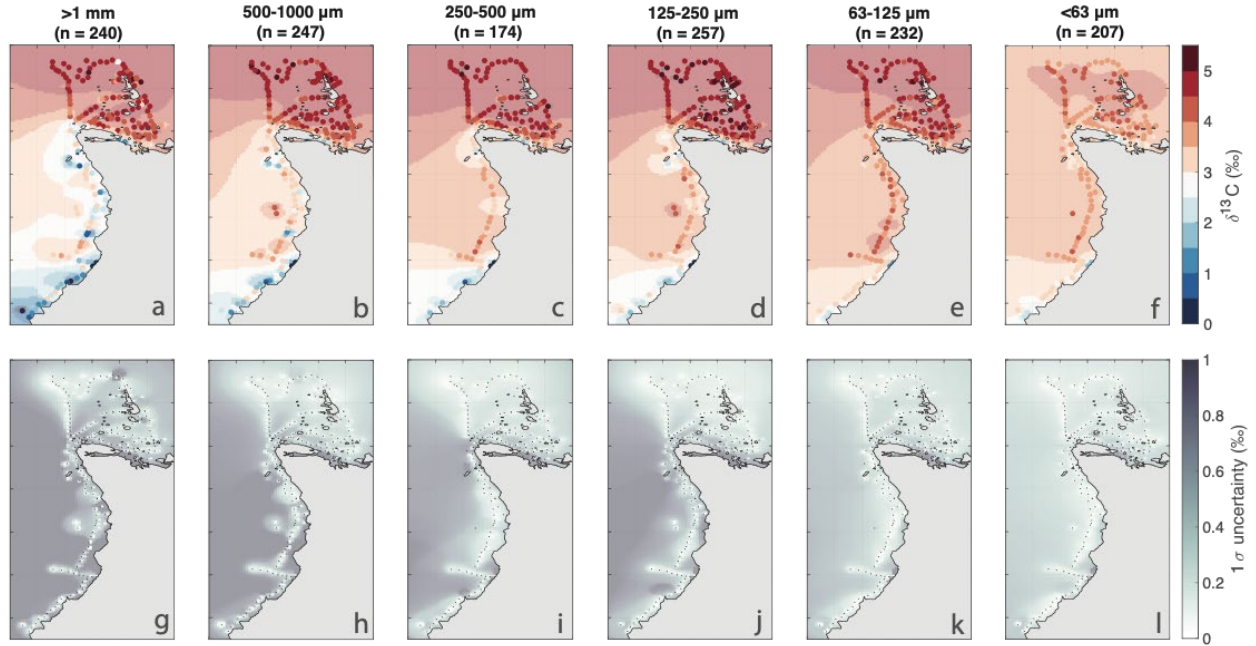 >1 mm
(n = 240)
500-1000 µm
(n = 247)
250-500 µm
(n = 174)
125-250 µm
(n = 257)
63-125 µm
(n = 232)
<63 µm
(n = 207)
a
b
c
d
e
f
5
4
3
2
1
0
δ13C (‰)
g
h
i
j
k
l
1
0.8
0.6
0.4
0.2
0
1 σ uncertainty (‰)